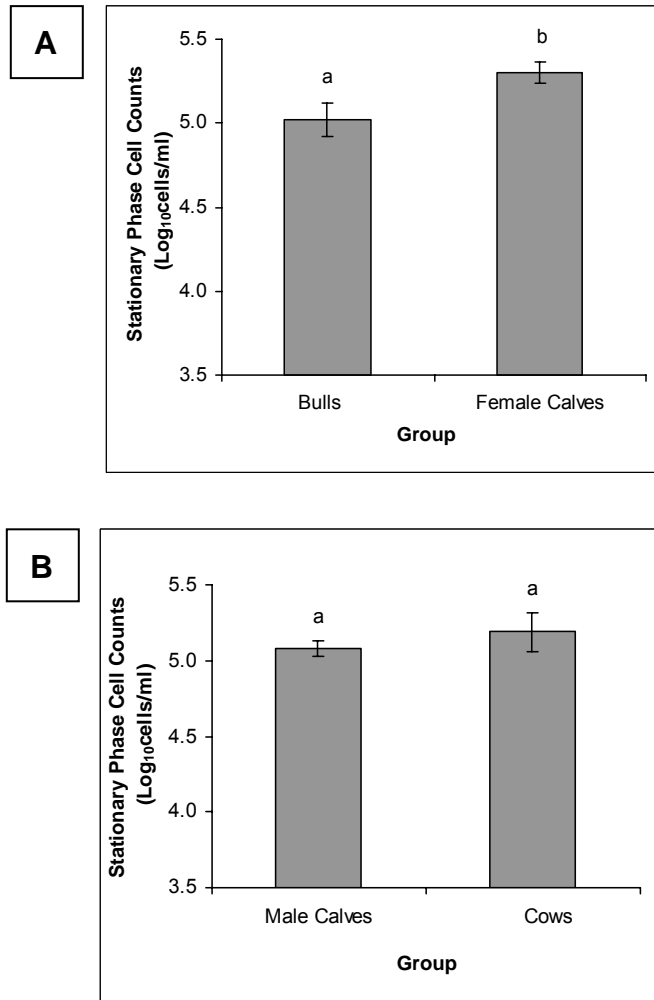 A
Stationary Phase Cell Counts
(Log₁₀cells/ml)
5.5
5.0
4.5
4.0
3.5
a
b
Bulls
Female Calves
Group
B
Stationary Phase Cell Counts
(Log₁₀cells/ml)
5.5
5.0
4.5
4.0
3.5
a
a
Male Calves
Cows
Group